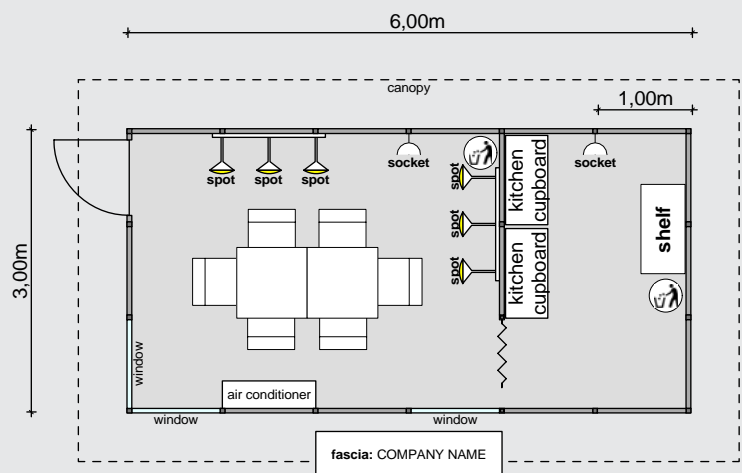 6,00m
canopy
1,00m
socket
socket
spot
spot
spot
spot
spot
spot
kitchen
cupboard
kitchen
cupboard
shelf
3,00m
window
air conditioner
window
window
fascia: COMPANY NAME